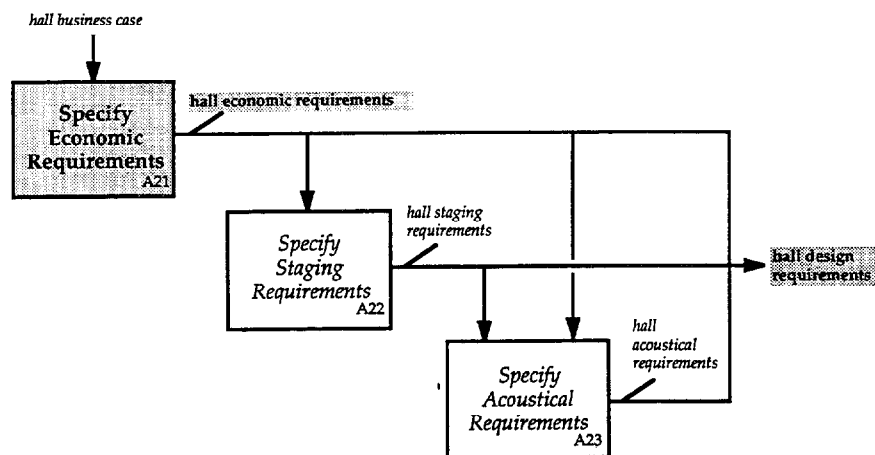 hall business case
Specify
Economic
Requirements
A21
hall economic requirements
Specify
Staging
Requirements
A22
hall staging
requirements
hall design
requirements
Specify
Acoustical
Requirements
A23
hall
acoustical
requirements